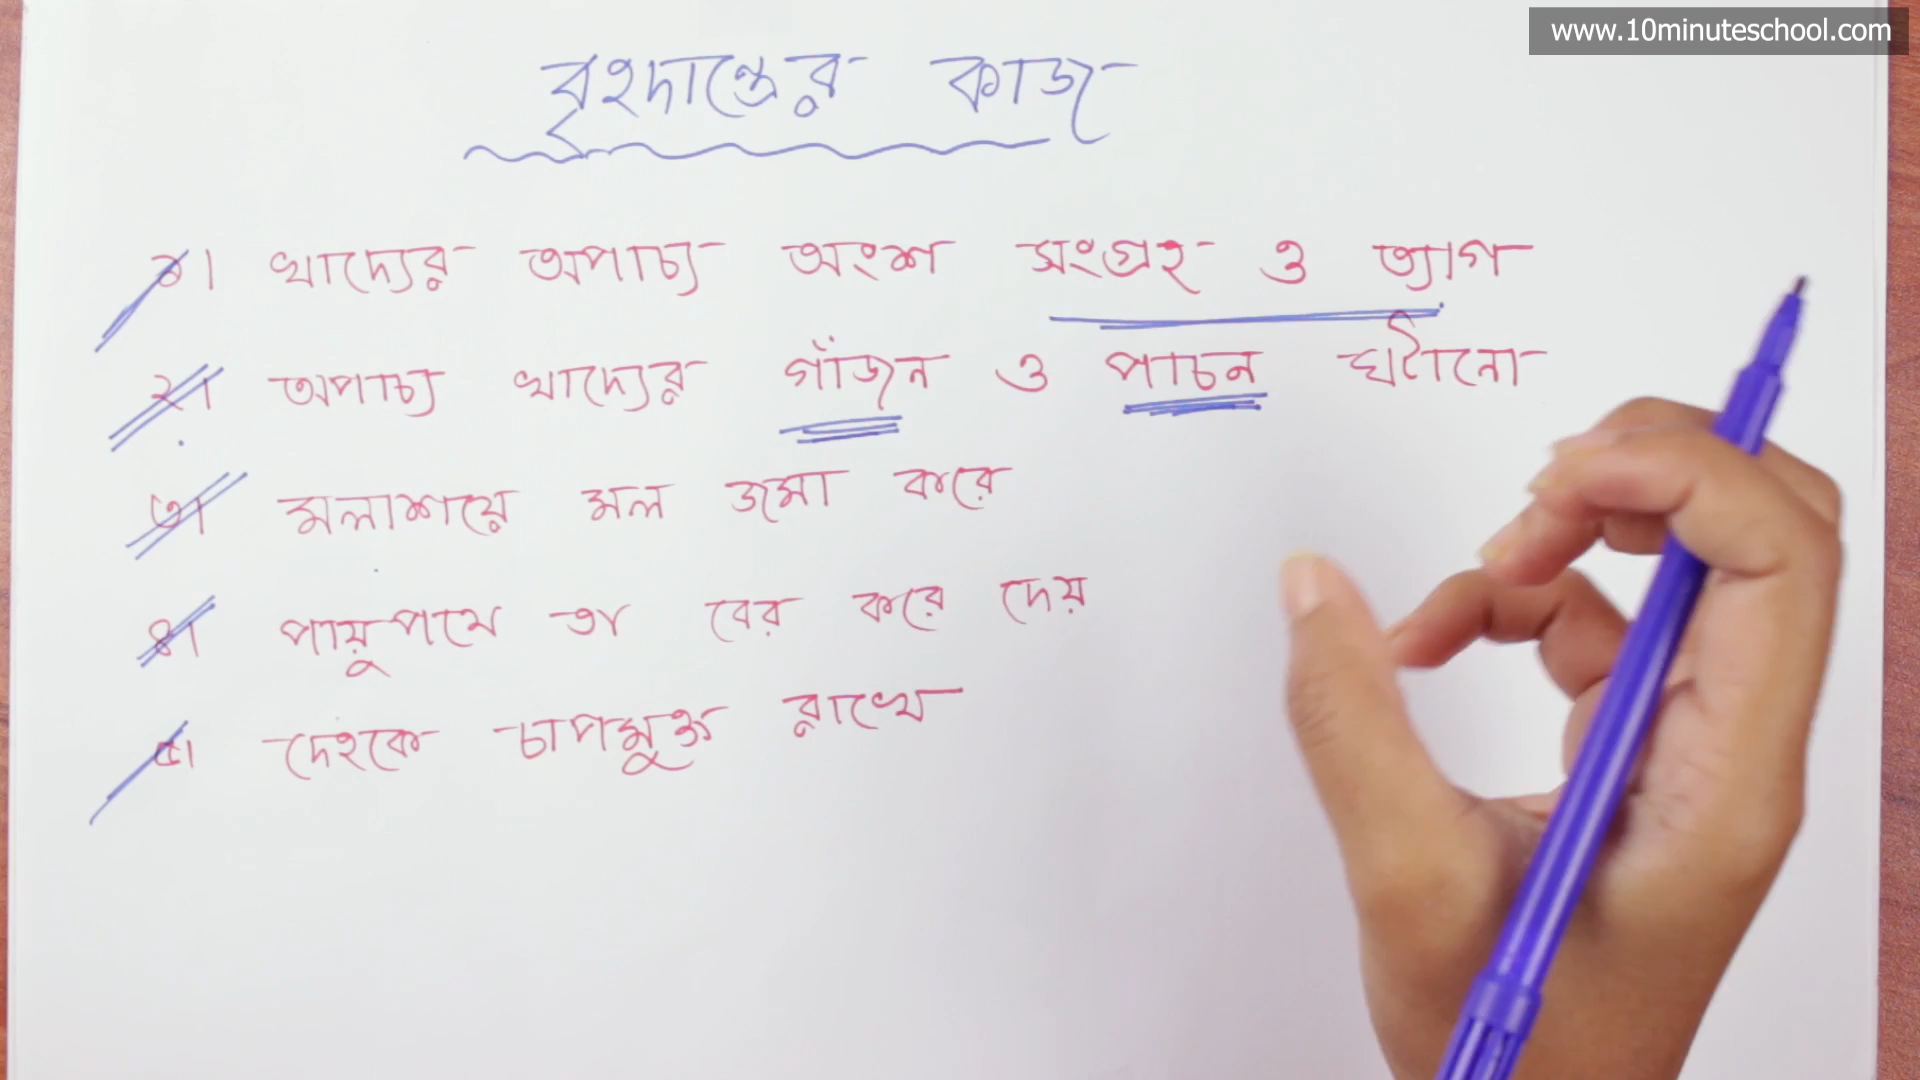 www.10minuteschool.com
বৃহদান্ত্রের কাজ
১। খাদ্যের অপাচ্য অংশ সংগ্রহ ও ত্যাগ
২। অপাচ্য খাদ্যের গাঁজন ও পাচন ঘটানো
৩। মলাশয়ে মল জমা করে
৪। পায়ুপথে তা বের করে দেয়
৫। দেহকে চাপমুক্ত রাখে